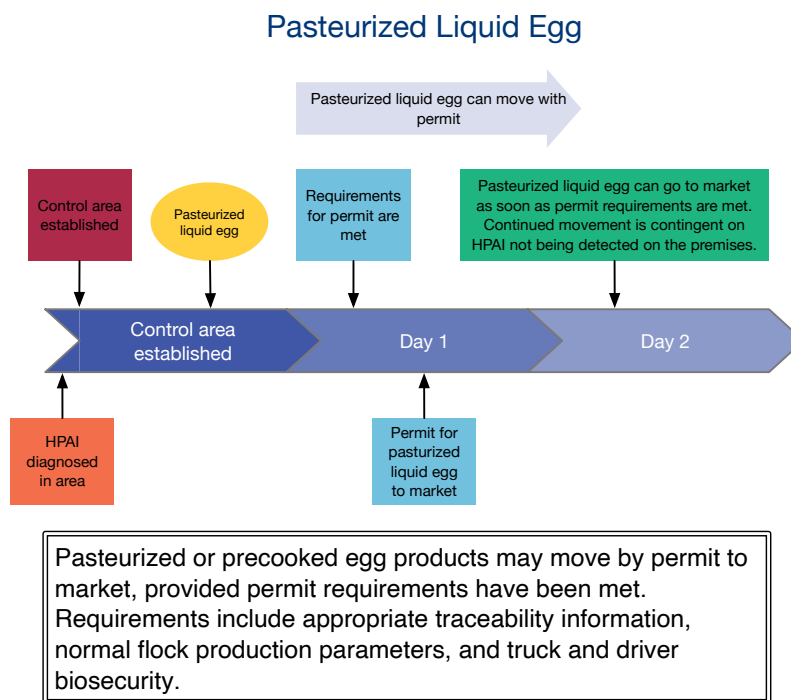 Pasteurized Liquid Egg
Pasteurized liquid egg can move with
permit
Control area
established
Pasteurized
liquid egg
Requirements
for permit are
met
Pasteurized liquid egg can go to market
as soon as permit requirements are met.
Continued movement is contingent on
HPAI not being detected on the premises.
Control area
established
Day 1
Day 2
HPAI
diagnosed
in area
Permit for
pasturized
liquid egg
to market
Pasteurized or precooked egg products may move by permit to
market, provided permit requirements have been met.
Requirements include appropriate traceability information,
normal flock production parameters, and truck and driver
biosecurity.